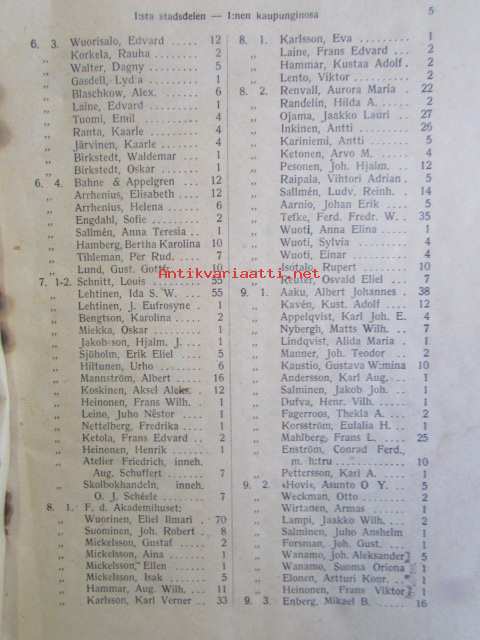 I:sta stadsdelen — I:nen kaupunginosa 5
6. 3. Wuorisalo, Edvard ..... 12
„ Korkela, Rauha ....... 2
„ Walter, Dagny ....... 5
„ Gasdell, Lydia ........ 1
„ Blaschkow, Alex. ..... 6
„ Laine, Edvard ........ 1
„ Tuomi, Emil ......... 4
„ Ranta, Kaarle ........ 4
„ Järvinen, Kaarle ...... 4
„ Birkstedt, Waldemar ... 1
„ Birkstedt, Oskar ...... 1
6. 4. Bahne & Appelgren ... 12
„ Arrhenius, Elisabeth ... 12
„ Arrhenius, Helena .... 6
„ Engdahl, Sofie ....... 2
„ Sallmén, Anna Teresia .. 1
„ Hamberg, Bertha Karolina 10
„ Tihleman, Per Rud. .... 7
„ Lund, Gust. Gothe .... 10
7. 1-2. Schnitt, Louis ....... 55
„ Lehtinen, Ida S. W. ... 55
„ Lehtinen, J. Eufrosyne . 1
„ Bengtson, Karolina .... 2
„ Miekka, Oskar ........ 1
„ Jakobsson, Hjalm. J. ... 1
„ Sjöholm, Erik Eliel .... 5
„ Hiltunen, Urho ....... 6
„ Mannström, Albert .... 16
„ Koskinen, Aksel Aleks. . 12
„ Heinonen, Frans Wilh. . 1
„ Leino, Juho Nestor .... 1
„ Nettelberg, Fredrika ... 1
„ Ketola, Frans Edvard .. 2
„ Heinonen, Henrik ..... 1
„ Atelier Friedrich, inneh.
Aug. Schuffert ...... 7
„ Skolbokhandeln, inneh.
O. J. Schéele ....... 7
8. 1. F. d. Akademihuset;
„ Wuorinen, Eliel Ilmari . 70
„ Suominen, Joh. Robert . 8
„ Mickelsson, Gustaf .... 2
„ Mickelsson, Aina ...... 1
„ Mickelsson, Ellen ..... 1
„ Mickelsson, Isak ...... 5
„ Hammar, Aug. Wilh. ... 11
„ Karlsson, Karl Verner .. 33
8. 1. Karlsson, Eva ........ 1
„ Laine, Frans Edvard ... 2
„ Hammar, Kustaa Adolf . 2
„ Lento, Viktor ........ 2
8. 2. Renvall, Aurora Maria . 22
„ Randelin, Hilda A. .... 2
„ Ojama, Jaakko Lauri .. 27
„ Inkinen, Antti ........ 26
„ Kariniemi, Antti ...... 5
„ Ketonen, Arvo M. .... 4
„ Pesonen, Joh. Hjalm. .. 12
„ Raipala, Vihtori Adrian . 5
„ Sallmén, Ludv. Reinh. .. 14
„ Aarnio, Johan Erik .... 5
„ Tefke, Ferd. Fredr. W. . 35
„ Wuoti, Anna Elina .... 1
„ Wuoti, Sylvia ........ 4
„ Wuoti, Einar ......... 4
„ Isotalo, Rupert ....... 10
„ Reuter, Osvald Eliel ... 7
9. 1. Aaku, Albert Johannes . 38
„ Kavén, Kust. Adolf .... 12
„ Appelqvist, Karl Joh. E. 4
„ Nybergh, Matts Wilh. .. 7
„ Lindqvist, Alida Maria . 1
„ Manner, Joh. Teodor .. 2
„ Kaustio, Gustava W:mina 10
„ Andersson, Karl Aug. .. 1
„ Salminen, Jakob Joh. .. 1
„ Dufva, Henr. Vilh. .... 1
„ Fagerroos, Thekla A. ... 2
„ Korsström, Eulalia H. .. 1
„ Mahlberg, Frans L. .... 25
„ Enström, Conrad Ferd.,
m. h:tru .......... 10
„ Pettersson, Karl A. .... 1
9. 2. »Hovi», Asunto O Y. .. 5
„ Weckman, Otto ....... 2
„ Wirtanen, Armas ..... 1
„ Lampi, Jaakko Wilh. ... 2
„ Salminen, Juho Anshelm 1
„ Forsman, Joh. Gust. ... 1
„ Wanamo, Joh. Aleksander 5
„ Wanamo, Suoma Oriena 1
„ Elonen, Artturi Konr. .. 1
„ Heinonen, Frans Viktor 1
9. 3. Enberg, Mikael B. .... 16
Antikvariaatti.net